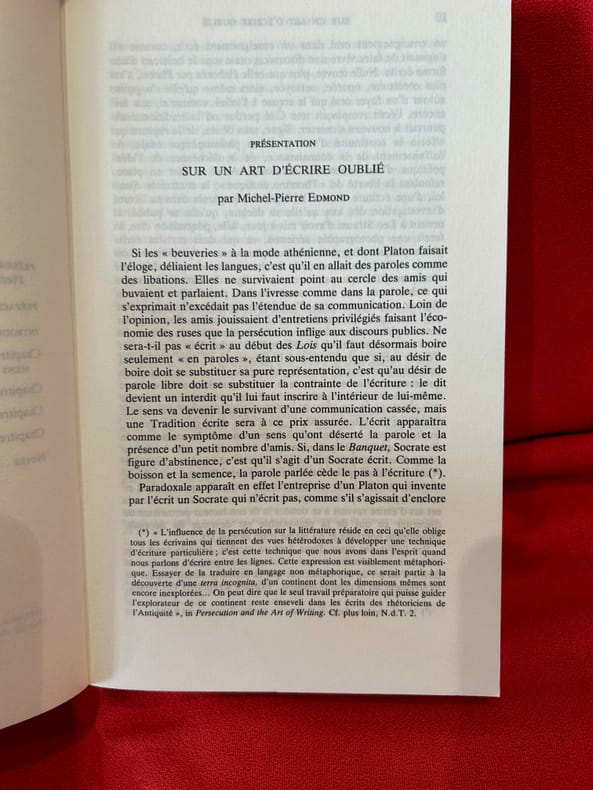 PRÉSENTATION
SUR UN ART D'ÉCRIRE OUBLIÉ
par Michel-Pierre EDMOND
Si les « beuveries » à la mode athénienne, et dont Platon faisait
l'éloge, déliaient les langues, c'est qu'il en allait des paroles comme
des libations. Elles ne survivaient point au cercle des amis qui
buvaient et parlaient. Dans l'ivresse comme dans la parole, ce qui
s'exprimait n'excédait pas l'étendue de sa communication. Loin de
l'opinion, les amis jouissaient d'entretiens privilégiés faisant l'éco-
nomie des ruses que la persécution inflige aux discours publics. Ne
sera-t-il pas « écrit » au début des Lois qu'il faut désormais boire
seulement « en paroles », étant sous-entendu que si, au désir de
boire doit se substituer sa pure représentation, c'est qu'au désir de
parole libre doit se substituer la contrainte de l'écriture : le dit
devient un interdit qu'il lui faut inscrire à l'intérieur de lui-même.
Le sens va devenir le survivant d'une communication cassée, mais
une Tradition écrite sera à ce prix assurée. L'écrit apparaîtra
comme le symptôme d'un sens qu'ont déserté la parole et la
présence d'un petit nombre d'amis. Si, dans le Banquet, Socrate est
figure d'abstinence, c'est qu'il s'agit d'un Socrate écrit. Comme la
boisson et la semence, la parole parlée cède le pas à l'écriture (*).
Paradoxale apparaît en effet l'entreprise d'un Platon qui invente
par l'écrit un Socrate qui n'écrit pas, comme s'il s'agissait d'enclore
(*) « L'influence de la persécution sur la littérature réside en ceci qu'elle oblige
tous les écrivains qui tiennent des vues hétérodoxes à développer une technique
d'écriture particulière ; c'est cette technique que nous avons dans l'esprit quand
nous parlons d'écrire entre les lignes. Cette expression est visiblement métaphori-
que. Essayer de la traduire en langage non métaphorique, ce serait partir à la
découverte d'une terra incognita, d'un continent dont les dimensions mêmes sont
encore inexplorées... On peut dire que le seul travail préparatoire qui puisse guider
l'explorateur de ce continent reste enseveli dans les écrits des rhétoriciens de
l'Antiquité », in Persecution and the Art of Writing. Cf. plus loin, N.d.T. 2.